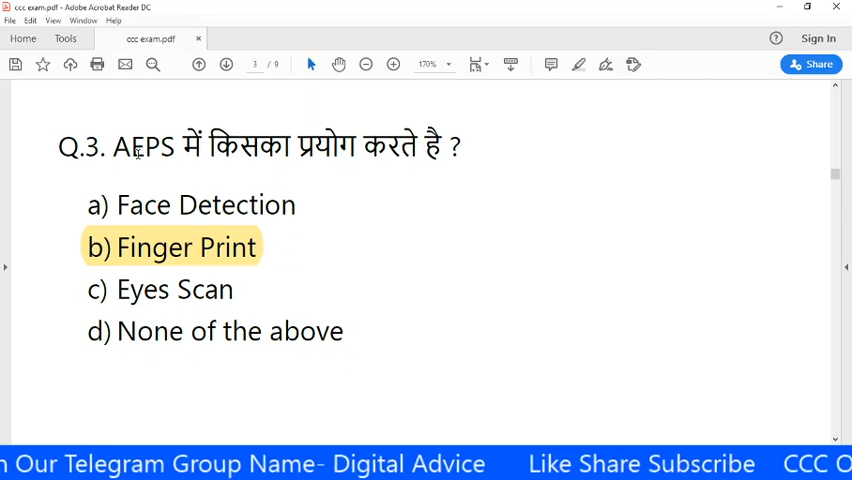 ccc exam.pdf - Adobe Acrobat Reader DC
File Edit View Window Help
Home Tools ccc exam.pdf × Sign In
3 / 9 170% Share
Q.3. AEPS में किसका प्रयोग करते है ?
a) Face Detection
b) Finger Print
c) Eyes Scan
d) None of the above
n Our Telegram Group Name- Digital Advice Like Share Subscribe CCC O